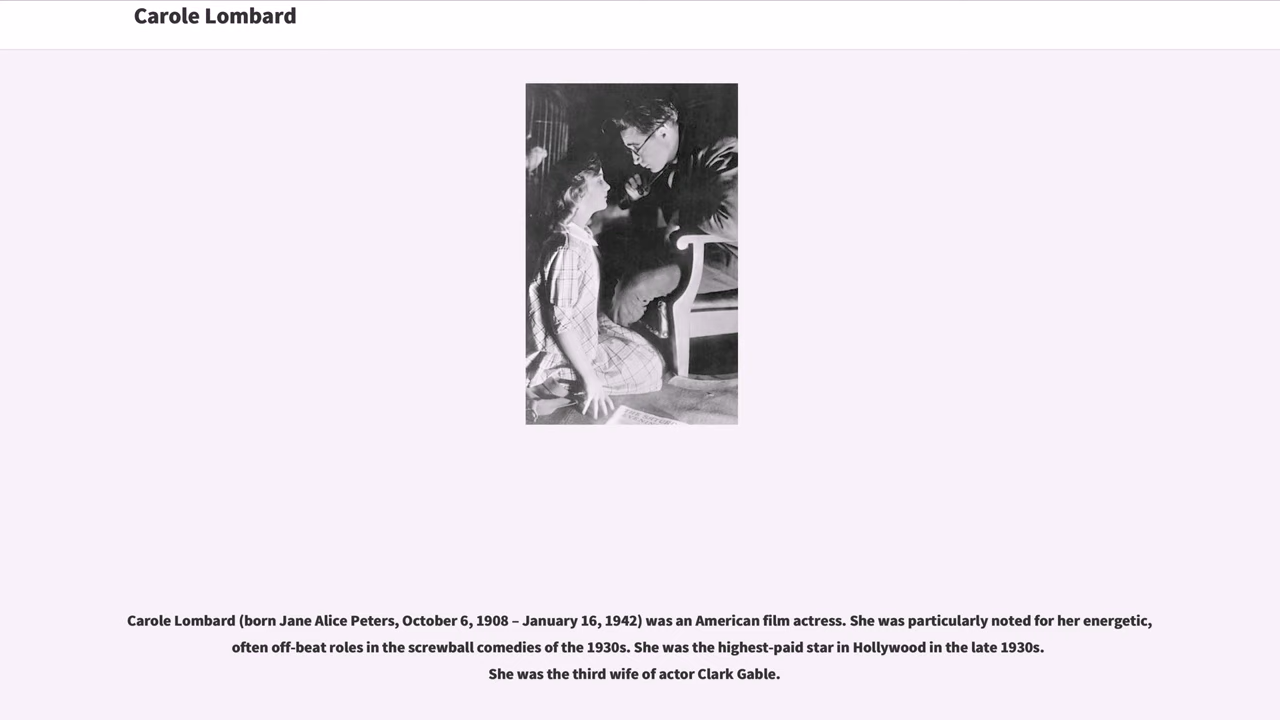 Carole Lombard
Carole Lombard (born Jane Alice Peters, October 6, 1908 – January 16, 1942) was an American film actress. She was particularly noted for her energetic,
often off-beat roles in the screwball comedies of the 1930s. She was the highest-paid star in Hollywood in the late 1930s.
She was the third wife of actor Clark Gable.